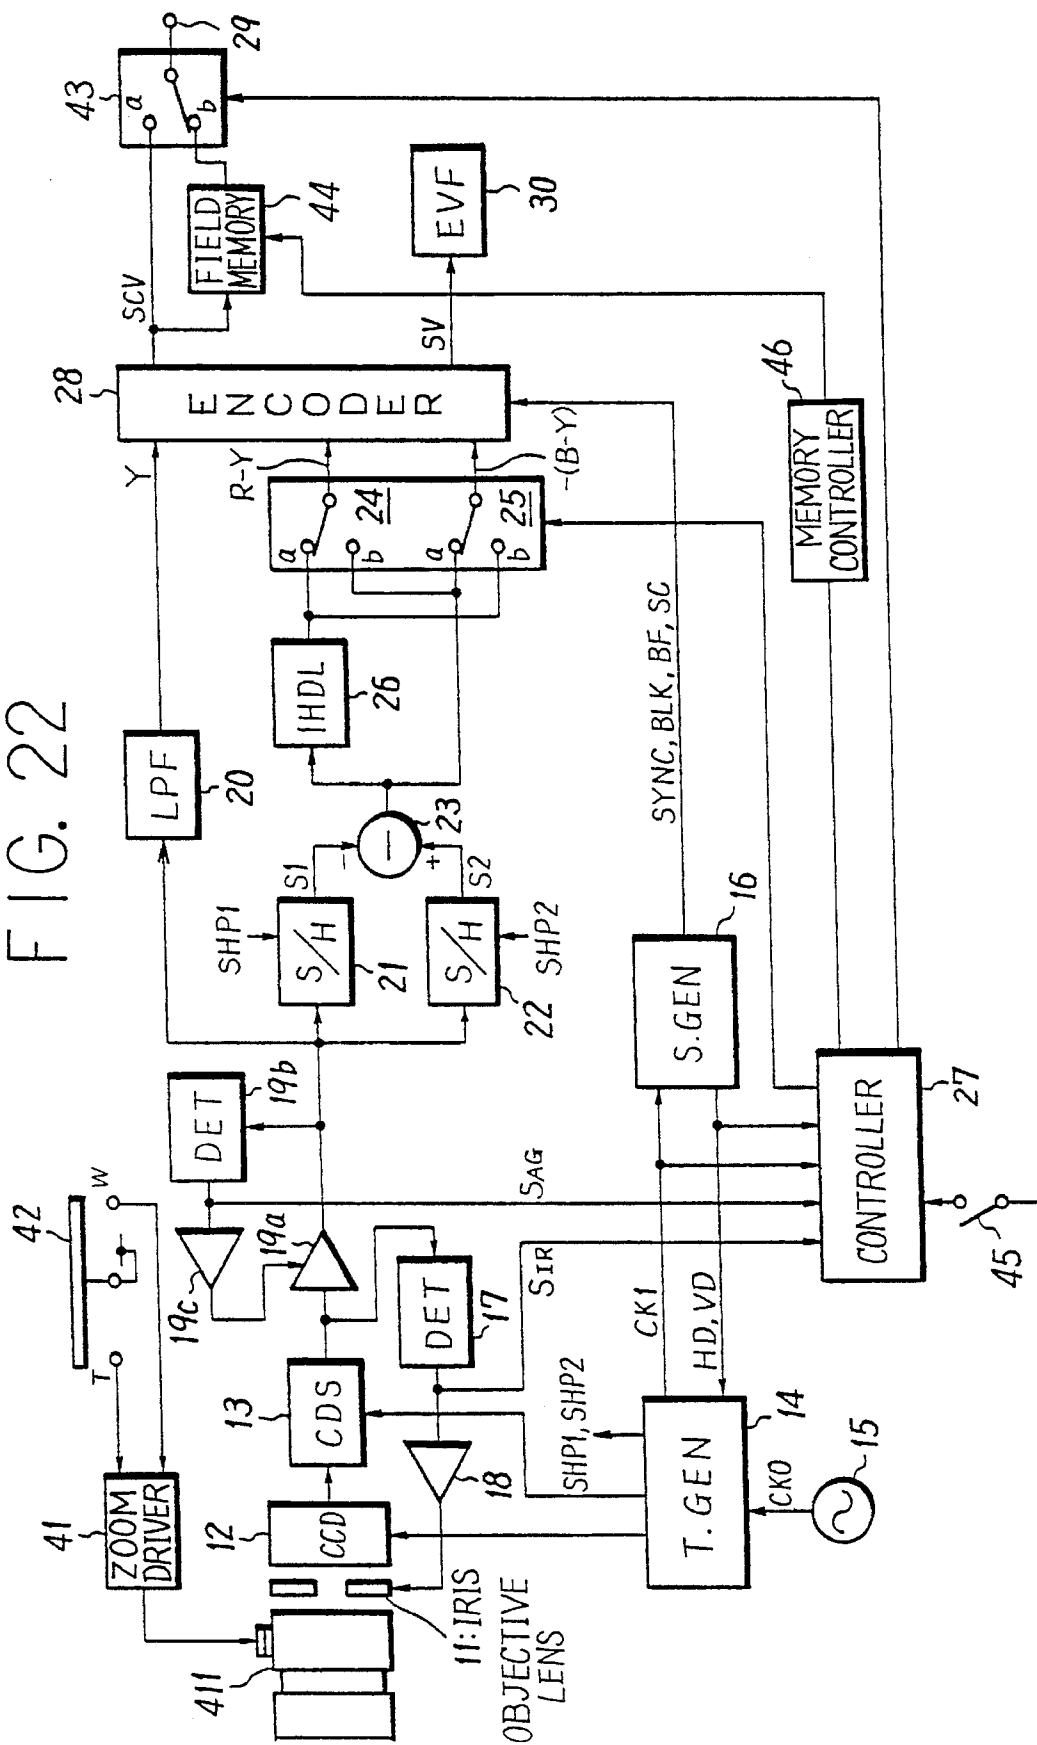 FIG. 22
41
ZOOM
DRIVER
T
42
W
19c
DET
19b
19a
LPF
20
Y
28
ENCODER
SCV
43
a
b
29
FIELD
MEMORY
44
SV
EVF
30
411
11:IRIS
OBJECTIVE
LENS
12
CCD
13
CDS
DET
17
18
SHP1
S/H
21
S1
S/H
22
SHP2
S2
-
+
−
23
1HDL
26
a
b
24
a
b
25
R-Y
-(B-Y)
SAG
SIR
SHP1, SHP2
T.GEN
14
CK0
15
CK1
HD, VD
S.GEN
16
SYNC, BLK, BF, SC
CONTROLLER
27
45
MEMORY
CONTROLLER
46